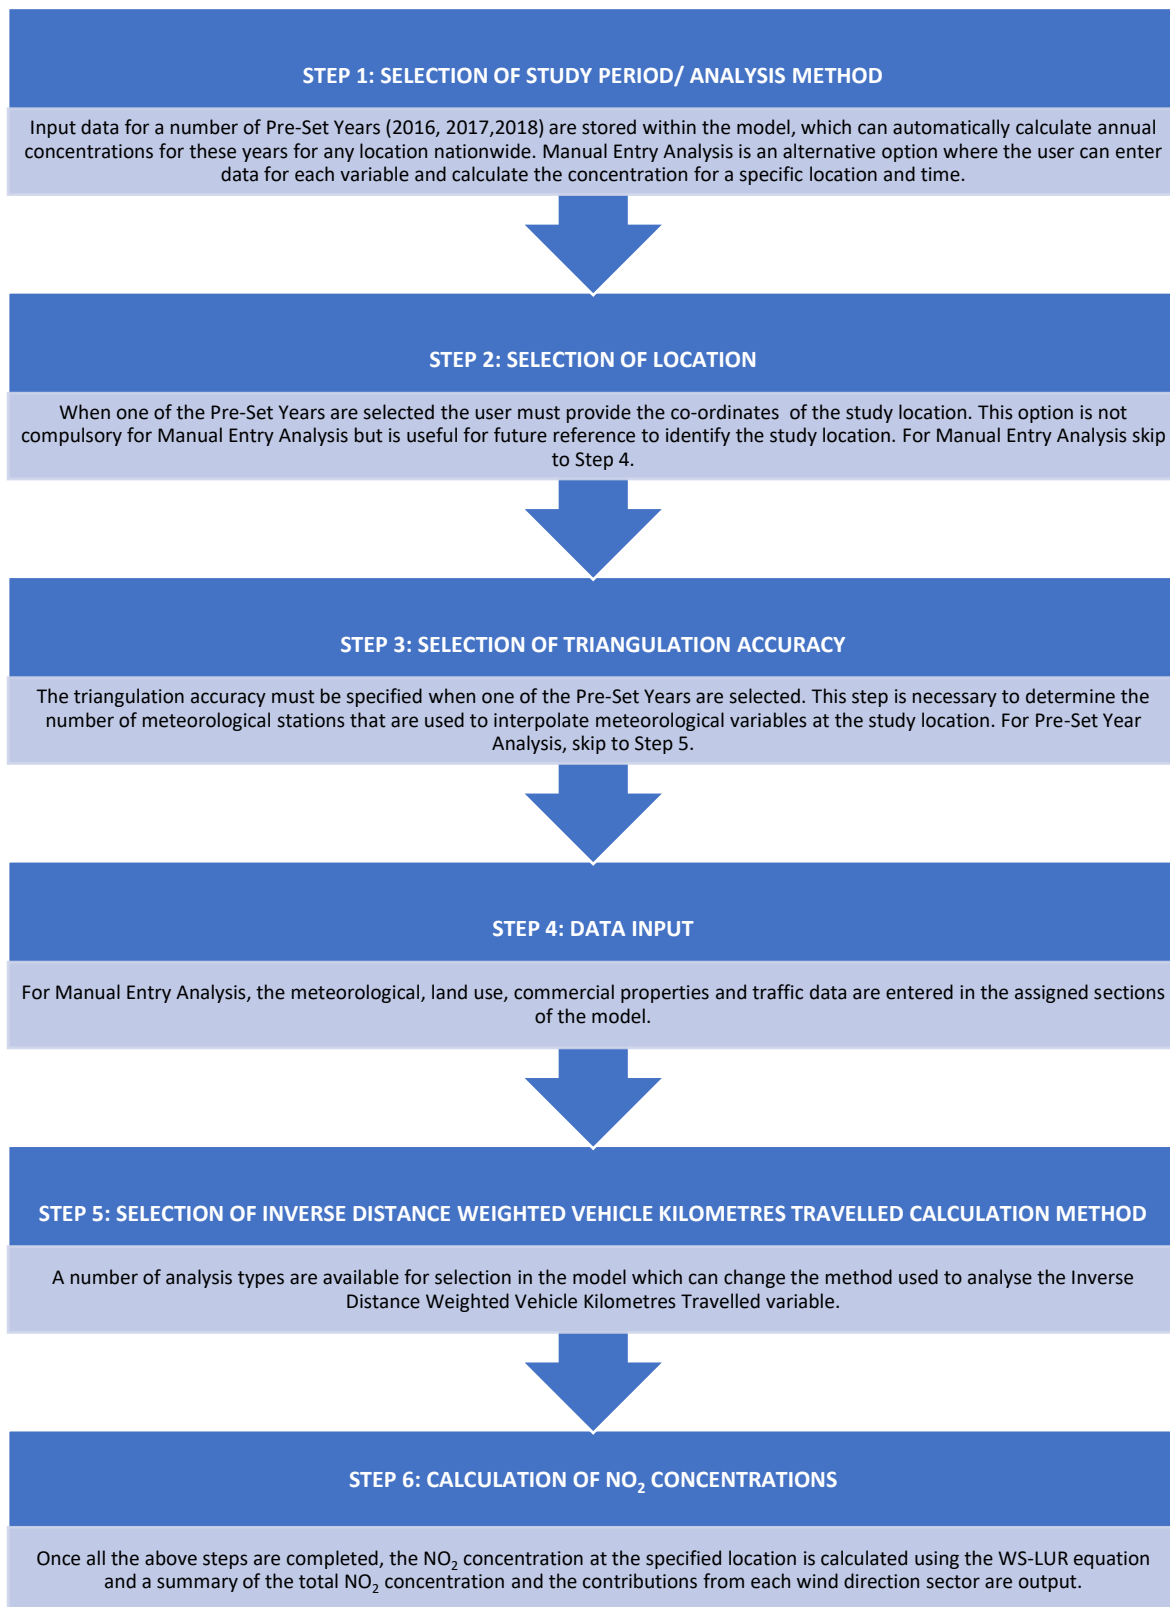 STEP 1: SELECTION OF STUDY PERIOD/ ANALYSIS METHOD
Input data for a number of Pre-Set Years (2016, 2017,2018) are stored within the model, which can automatically calculate annual
concentrations for these years for any location nationwide. Manual Entry Analysis is an alternative option where the user can enter
data for each variable and calculate the concentration for a specific location and time.
STEP 2: SELECTION OF LOCATION
When one of the Pre-Set Years are selected the user must provide the co-ordinates of the study location. This option is not
compulsory for Manual Entry Analysis but is useful for future reference to identify the study location. For Manual Entry Analysis skip
to Step 4.
STEP 3: SELECTION OF TRIANGULATION ACCURACY
The triangulation accuracy must be specified when one of the Pre-Set Years are selected. This step is necessary to determine the
number of meteorological stations that are used to interpolate meteorological variables at the study location. For Pre-Set Year
Analysis, skip to Step 5.
STEP 4: DATA INPUT
For Manual Entry Analysis, the meteorological, land use, commercial properties and traffic data are entered in the assigned sections
of the model.
STEP 5: SELECTION OF INVERSE DISTANCE WEIGHTED VEHICLE KILOMETRES TRAVELLED CALCULATION METHOD
A number of analysis types are available for selection in the model which can change the method used to analyse the Inverse
Distance Weighted Vehicle Kilometres Travelled variable.
STEP 6: CALCULATION OF NO₂ CONCENTRATIONS
Once all the above steps are completed, the NO₂ concentration at the specified location is calculated using the WS-LUR equation
and a summary of the total NO₂ concentration and the contributions from each wind direction sector are output.